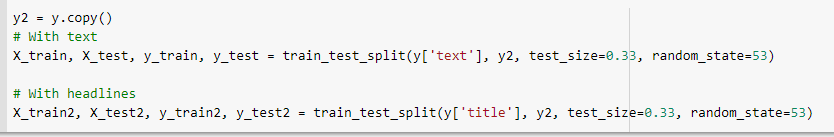 y2 = y.copy()
# With text
X_train, X_test, y_train, y_test = train_test_split(y['text'], y2, test_size=0.33, random_state=53)
# With headlines
X_train2, X_test2, y_train2, y_test2 = train_test_split(y['title'], y2, test_size=0.33, random_state=53)